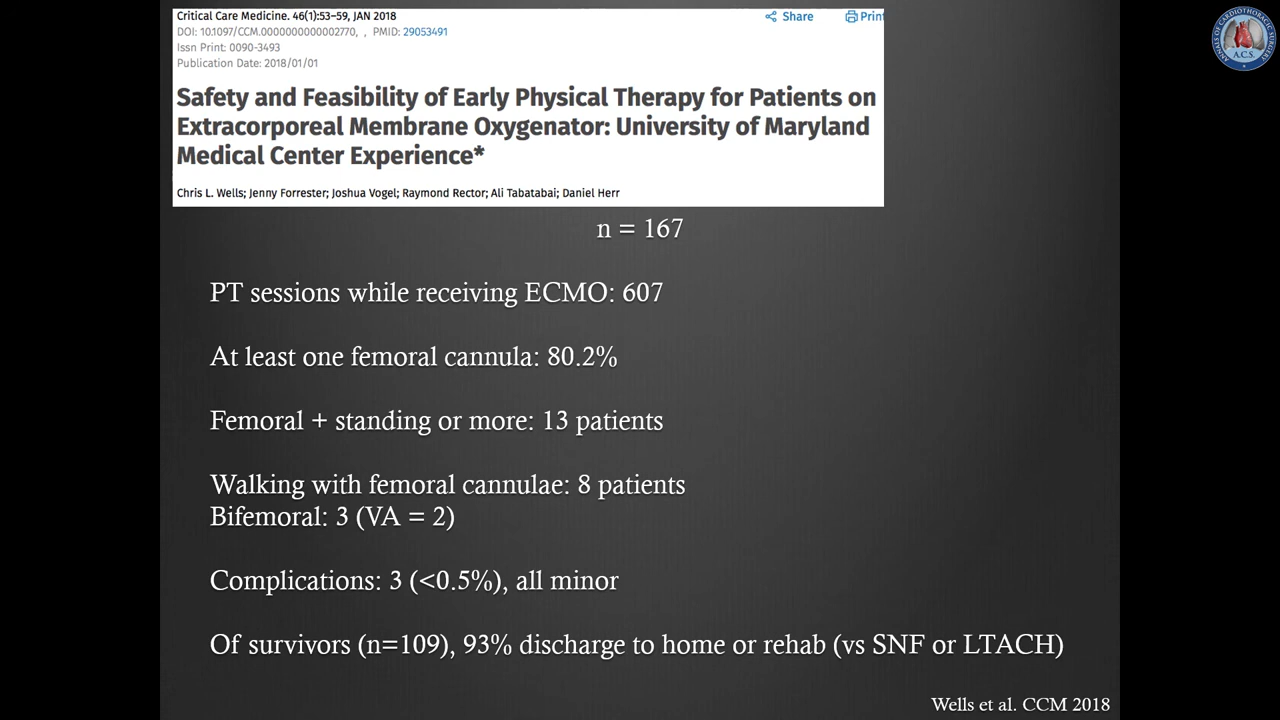 Critical Care Medicine. 46(1):53–59, JAN 2018
Share
Print
DOI: 10.1097/CCM.0000000000002770, , PMID: 29053491
Issn Print: 0090-3493
Publication Date: 2018/01/01
Safety and Feasibility of Early Physical Therapy for Patients on
Extracorporeal Membrane Oxygenator: University of Maryland
Medical Center Experience*
Chris L. Wells; Jenny Forrester; Joshua Vogel; Raymond Rector; Ali Tabatabai; Daniel Herr
n = 167
PT sessions while receiving ECMO: 607
At least one femoral cannula: 80.2%
Femoral + standing or more: 13 patients
Walking with femoral cannulae: 8 patients
Bifemoral: 3 (VA = 2)
Complications: 3 (<0.5%), all minor
Of survivors (n=109), 93% discharge to home or rehab (vs SNF or LTACH)
Wells et al. CCM 2018
ANNALS OF CARDIOTHORACIC SURGERY
A.C.S.